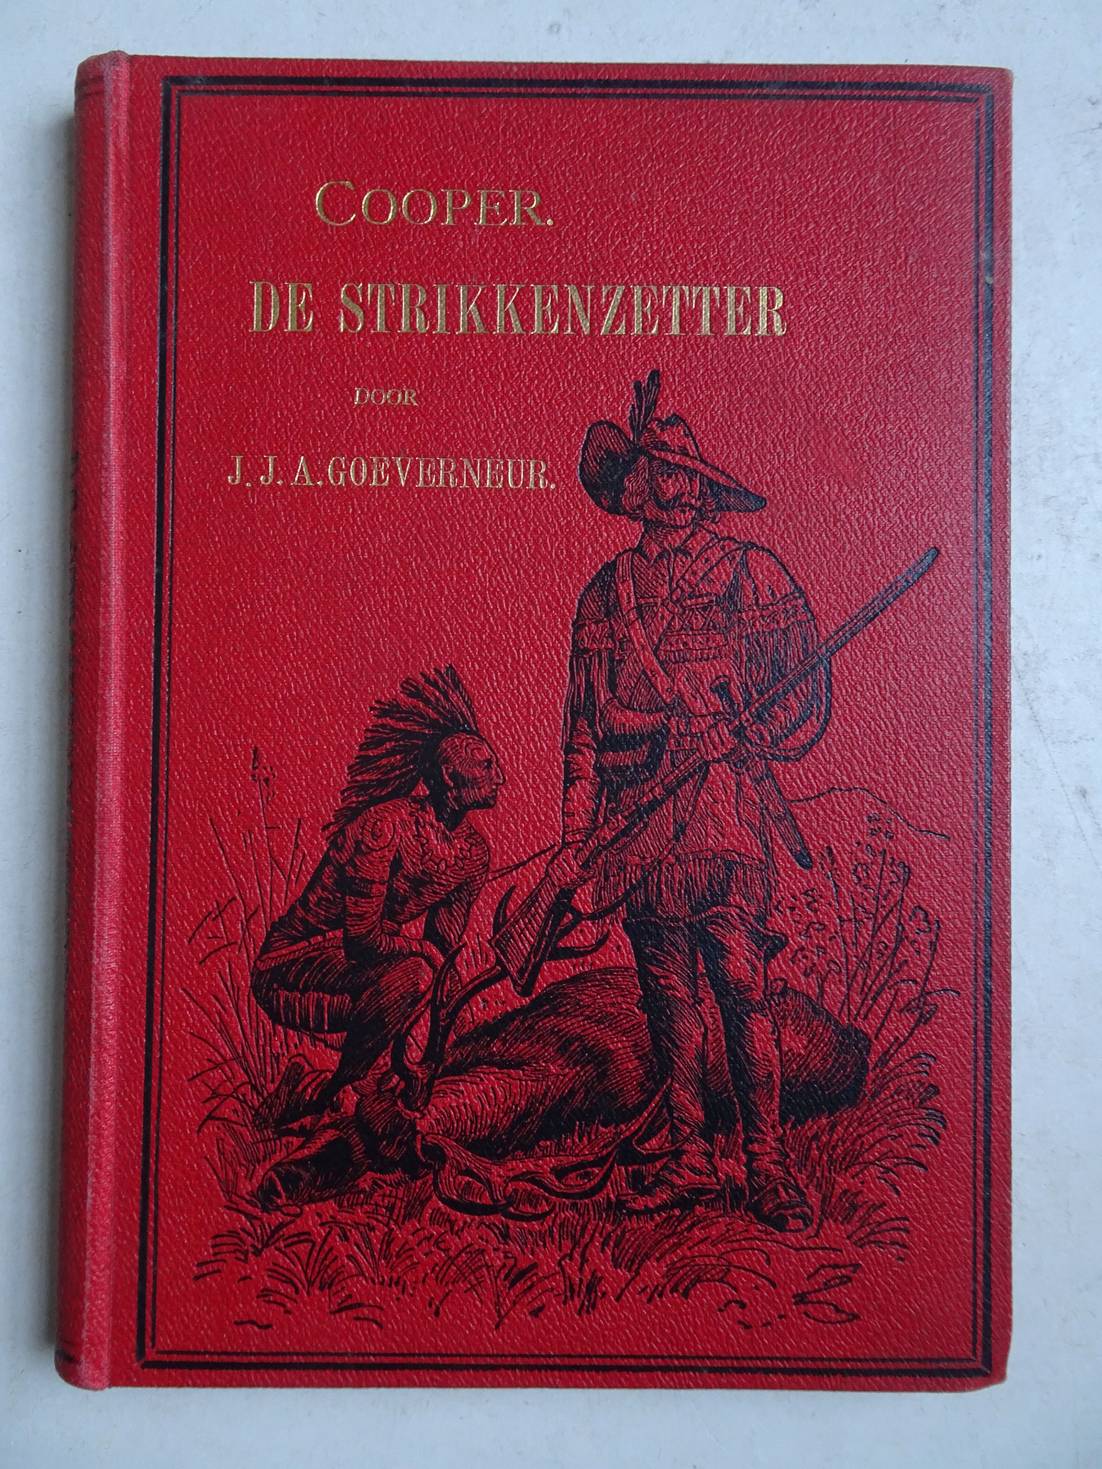 COOPER.
DE STRIKKENZETTER
DOOR
J. J. A. GOEVERNEUR.